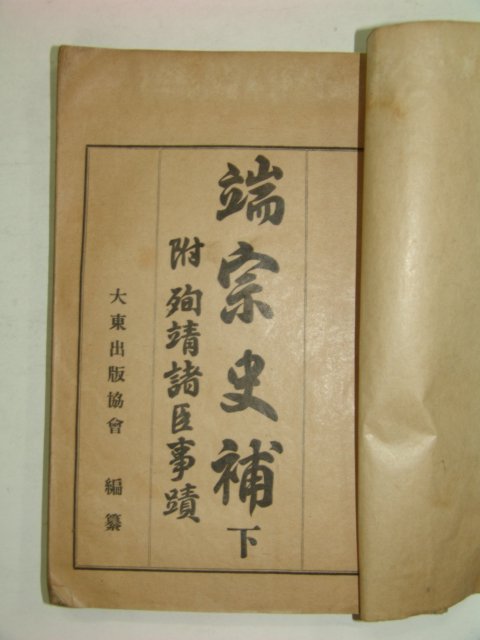 端宗史補 下
附 殉靖諸臣事蹟
大東出版協會 編纂